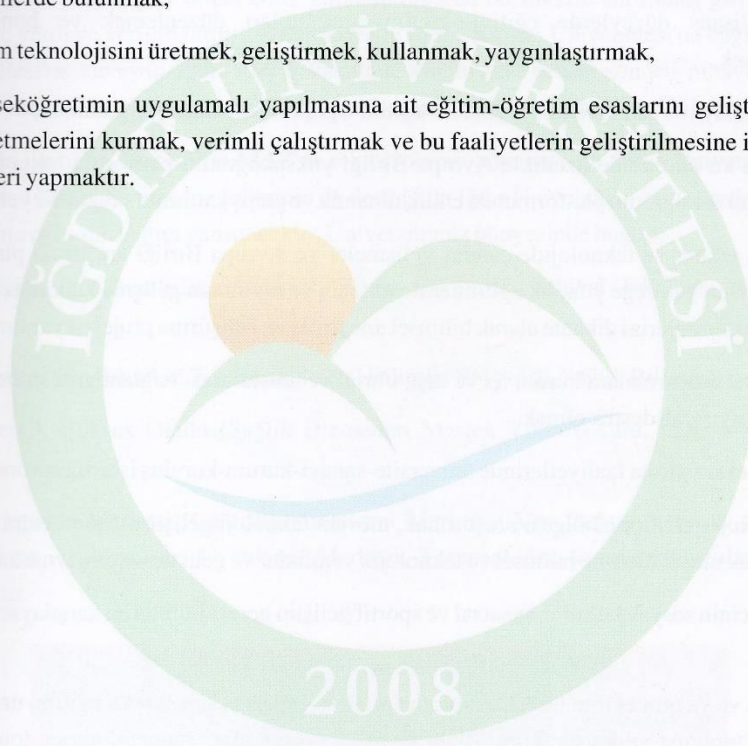 nlerde bulunmak,
m teknolojisini üretmek, geliştirmek, kullanmak, yaygınlaştırmak,
seköğretimin uygulamalı yapılmasına ait eğitim-öğretim esaslarını gelişt
etmelerini kurmak, verimli çalıştırmak ve bu faaliyetlerin geliştirilmesine i
eri yapmaktır.
IĞDIR ÜNİVERSİTESİ
2008